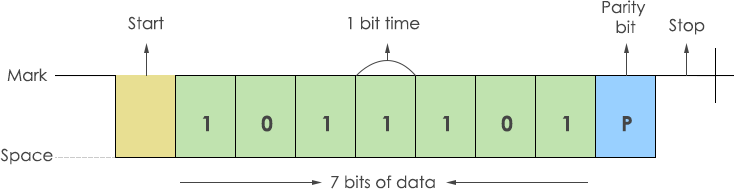 Start
1 bit time
Parity
bit
Stop
Mark
1 0 1 1 1 0 1 P
Space
7 bits of data